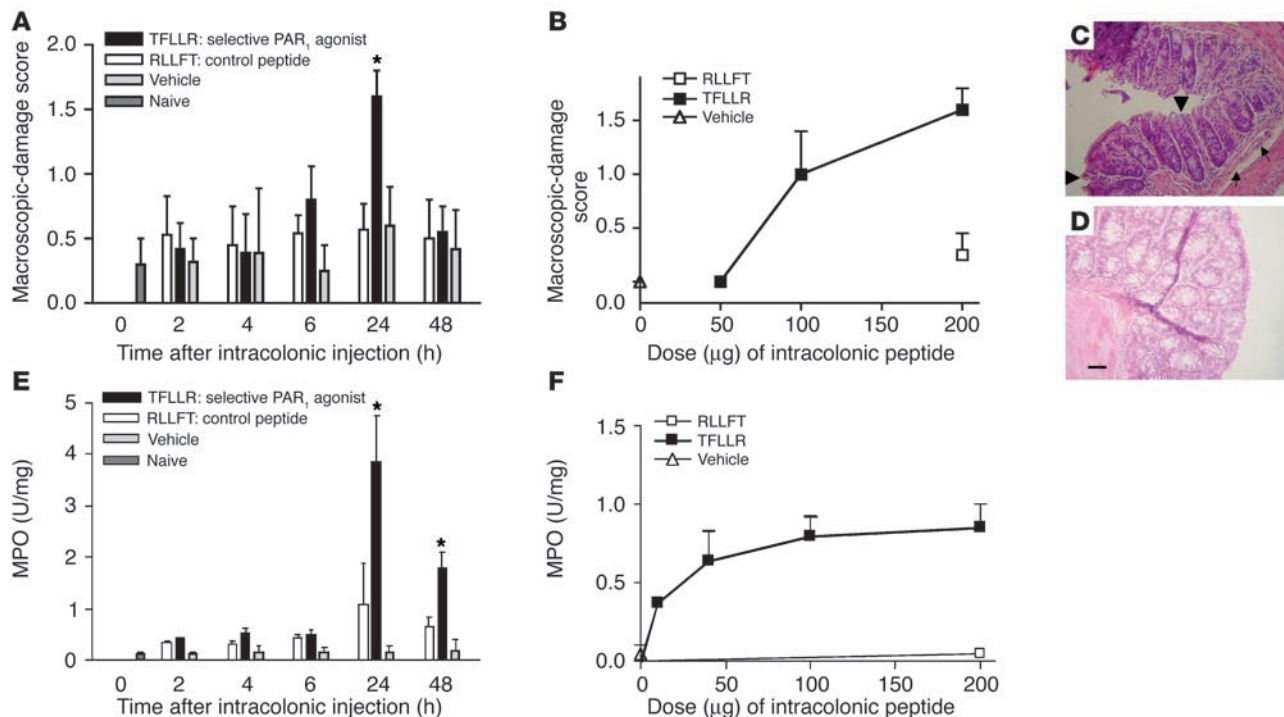 A
Macroscopic-damage score
2.0
1.5
1.0
0.5
0.0
TFLLR: selective PAR₁ agonist
RLLFT: control peptide
Vehicle
Naive
*
0 2 4 6 24 48
Time after intracolonic injection (h)
B
Macroscopic-damage
score
1.5
1.0
0.5
0.0
RLLFT
TFLLR
Vehicle
0 50 100 200
Dose (μg) of intracolonic peptide
C
D
E
MPO (U/mg)
5
4
3
2
1
0
TFLLR: selective PAR₁ agonist
RLLFT: control peptide
Vehicle
Naive
*
*
0 2 4 6 24 48
Time after intracolonic injection (h)
F
MPO (U/mg)
1.5
1.0
0.5
0.0
RLLFT
TFLLR
Vehicle
0 50 100 150 200
Dose (μg) of intracolonic peptide